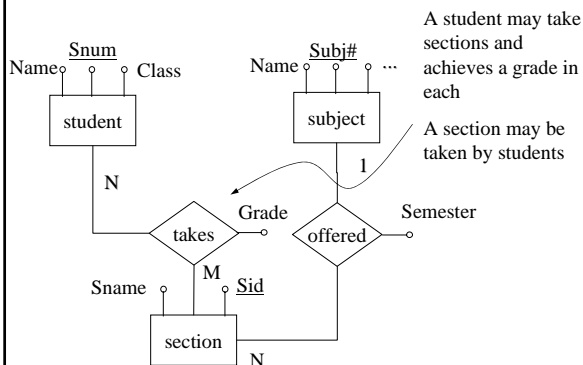 A student may take
sections and
achieves a grade in
each
A section may be
taken by students
Snum
Name
Class
student
Subj#
Name
...
subject
N
1
takes
Grade
offered
Semester
M
Sname
Sid
section
N